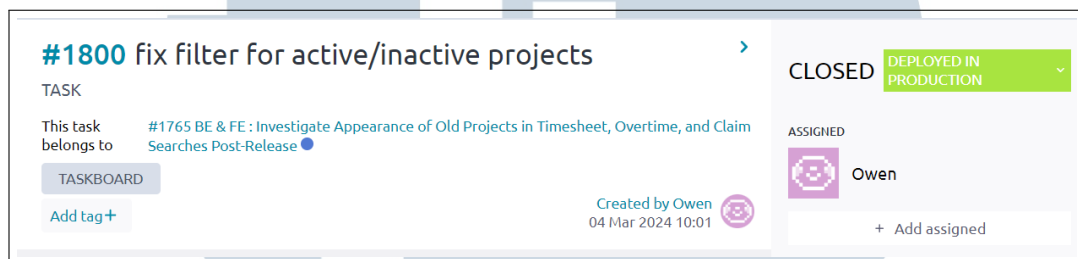 #1800 fix filter for active/inactive projects
TASK
This task belongs to
#1765 BE & FE : Investigate Appearance of Old Projects in Timesheet, Overtime, and Claim
Searches Post-Release
TASKBOARD
Add tag+
Created by Owen
04 Mar 2024 10:01
CLOSED
DEPLOYED IN
PRODUCTION
ASSIGNED
Owen
+ Add assigned